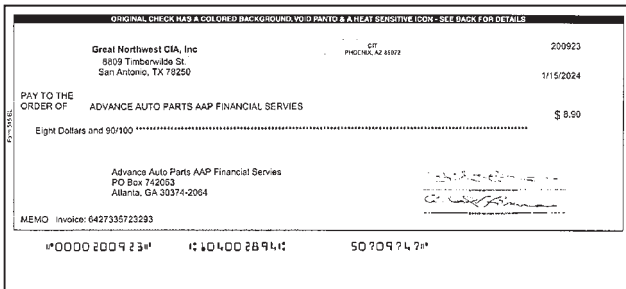 ORIGINAL CHECK HAS A COLORED BACKGROUND, VOID PANTO & A HEAT SENSITIVE ICON - SEE BACK FOR DETAILS
Great Northwest CIA, Inc
8809 Timberwilde St.
San Antonio, TX 78250
CIT
PHOENIX, AZ 85072
200923
1/15/2024
PAY TO THE
ORDER OF ADVANCE AUTO PARTS AAP FINANCIAL SERVIES
$ 8.90
Eight Dollars and 90/100 ****
Advance Auto Parts AAP Financial Servies
PO Box 742063
Atlanta, GA 30374-2064
MEMO Invoice: 6427335723293
⑈0000200923⑈ 50709747⑈